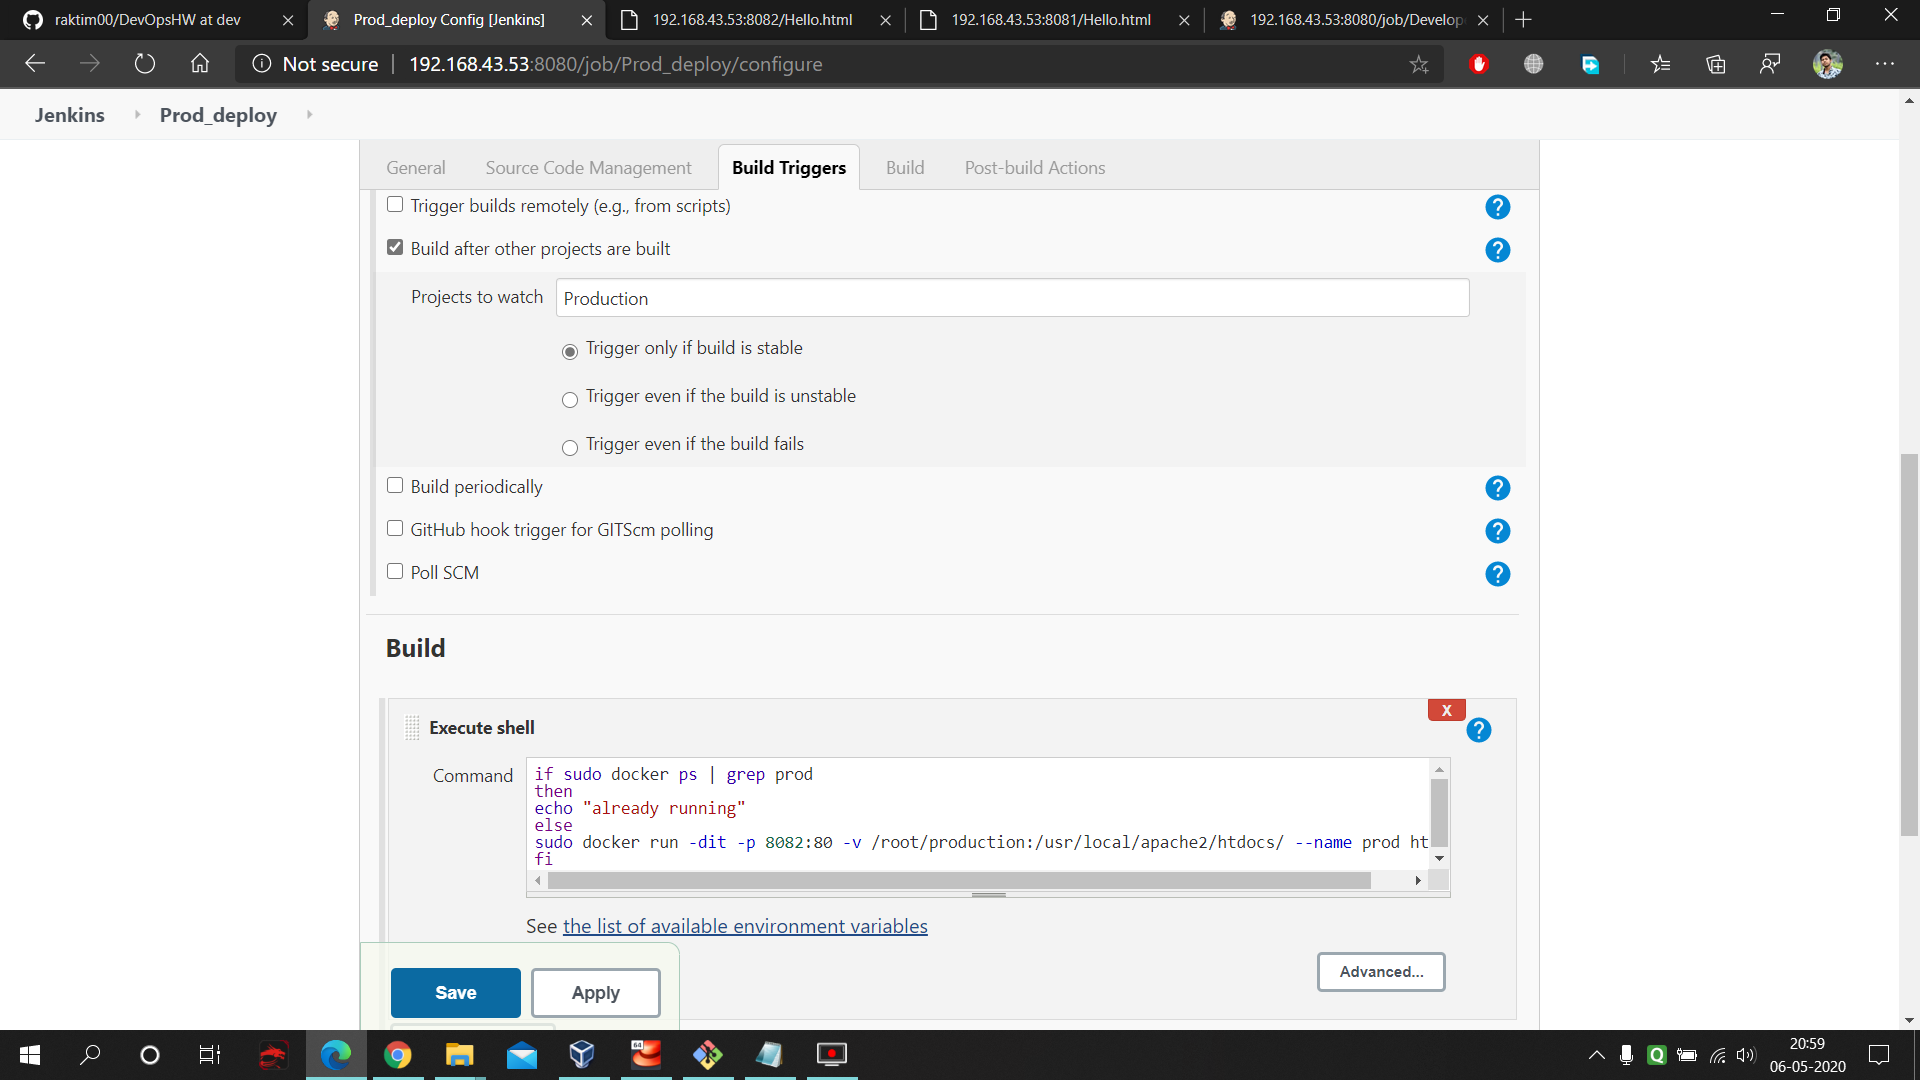 raktim00/DevOpsHW at dev
Prod_deploy Config [Jenkins]
192.168.43.53:8082/Hello.html
192.168.43.53:8081/Hello.html
192.168.43.53:8080/job/Develop
Not secure
192.168.43.53:8080/job/Prod_deploy/configure
Jenkins
Prod_deploy
General
Source Code Management
Build Triggers
Build
Post-build Actions
Trigger builds remotely (e.g., from scripts)
?
Build after other projects are built
?
Projects to watch
Production
Trigger only if build is stable
Trigger even if the build is unstable
Trigger even if the build fails
Build periodically
?
GitHub hook trigger for GITScm polling
?
Poll SCM
?
Build
X
Execute shell
?
Command
if sudo docker ps | grep prod
then
echo "already running"
else
sudo docker run -dit -p 8082:80 -v /root/production:/usr/local/apache2/htdocs/ --name prod ht
fi
See the list of available environment variables
Advanced...
Save
Apply
64
Q
20:59
06-05-2020